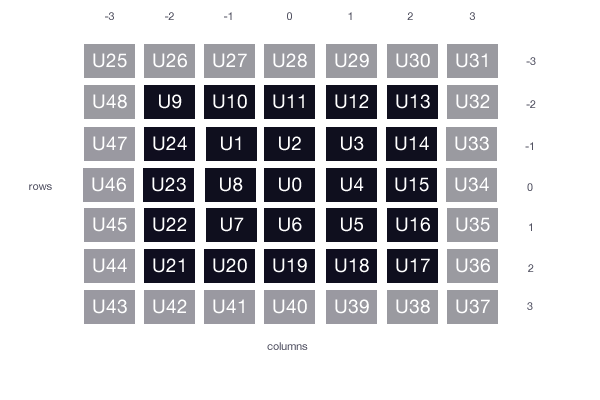 -3 -2 -1 0 1 2 3
U25 U26 U27 U28 U29 U30 U31 -3
U48 U9 U10 U11 U12 U13 U32 -2
U47 U24 U1 U2 U3 U14 U33 -1
rows U46 U23 U8 U0 U4 U15 U34 0
U45 U22 U7 U6 U5 U16 U35 1
U44 U21 U20 U19 U18 U17 U36 2
U43 U42 U41 U40 U39 U38 U37 3
columns